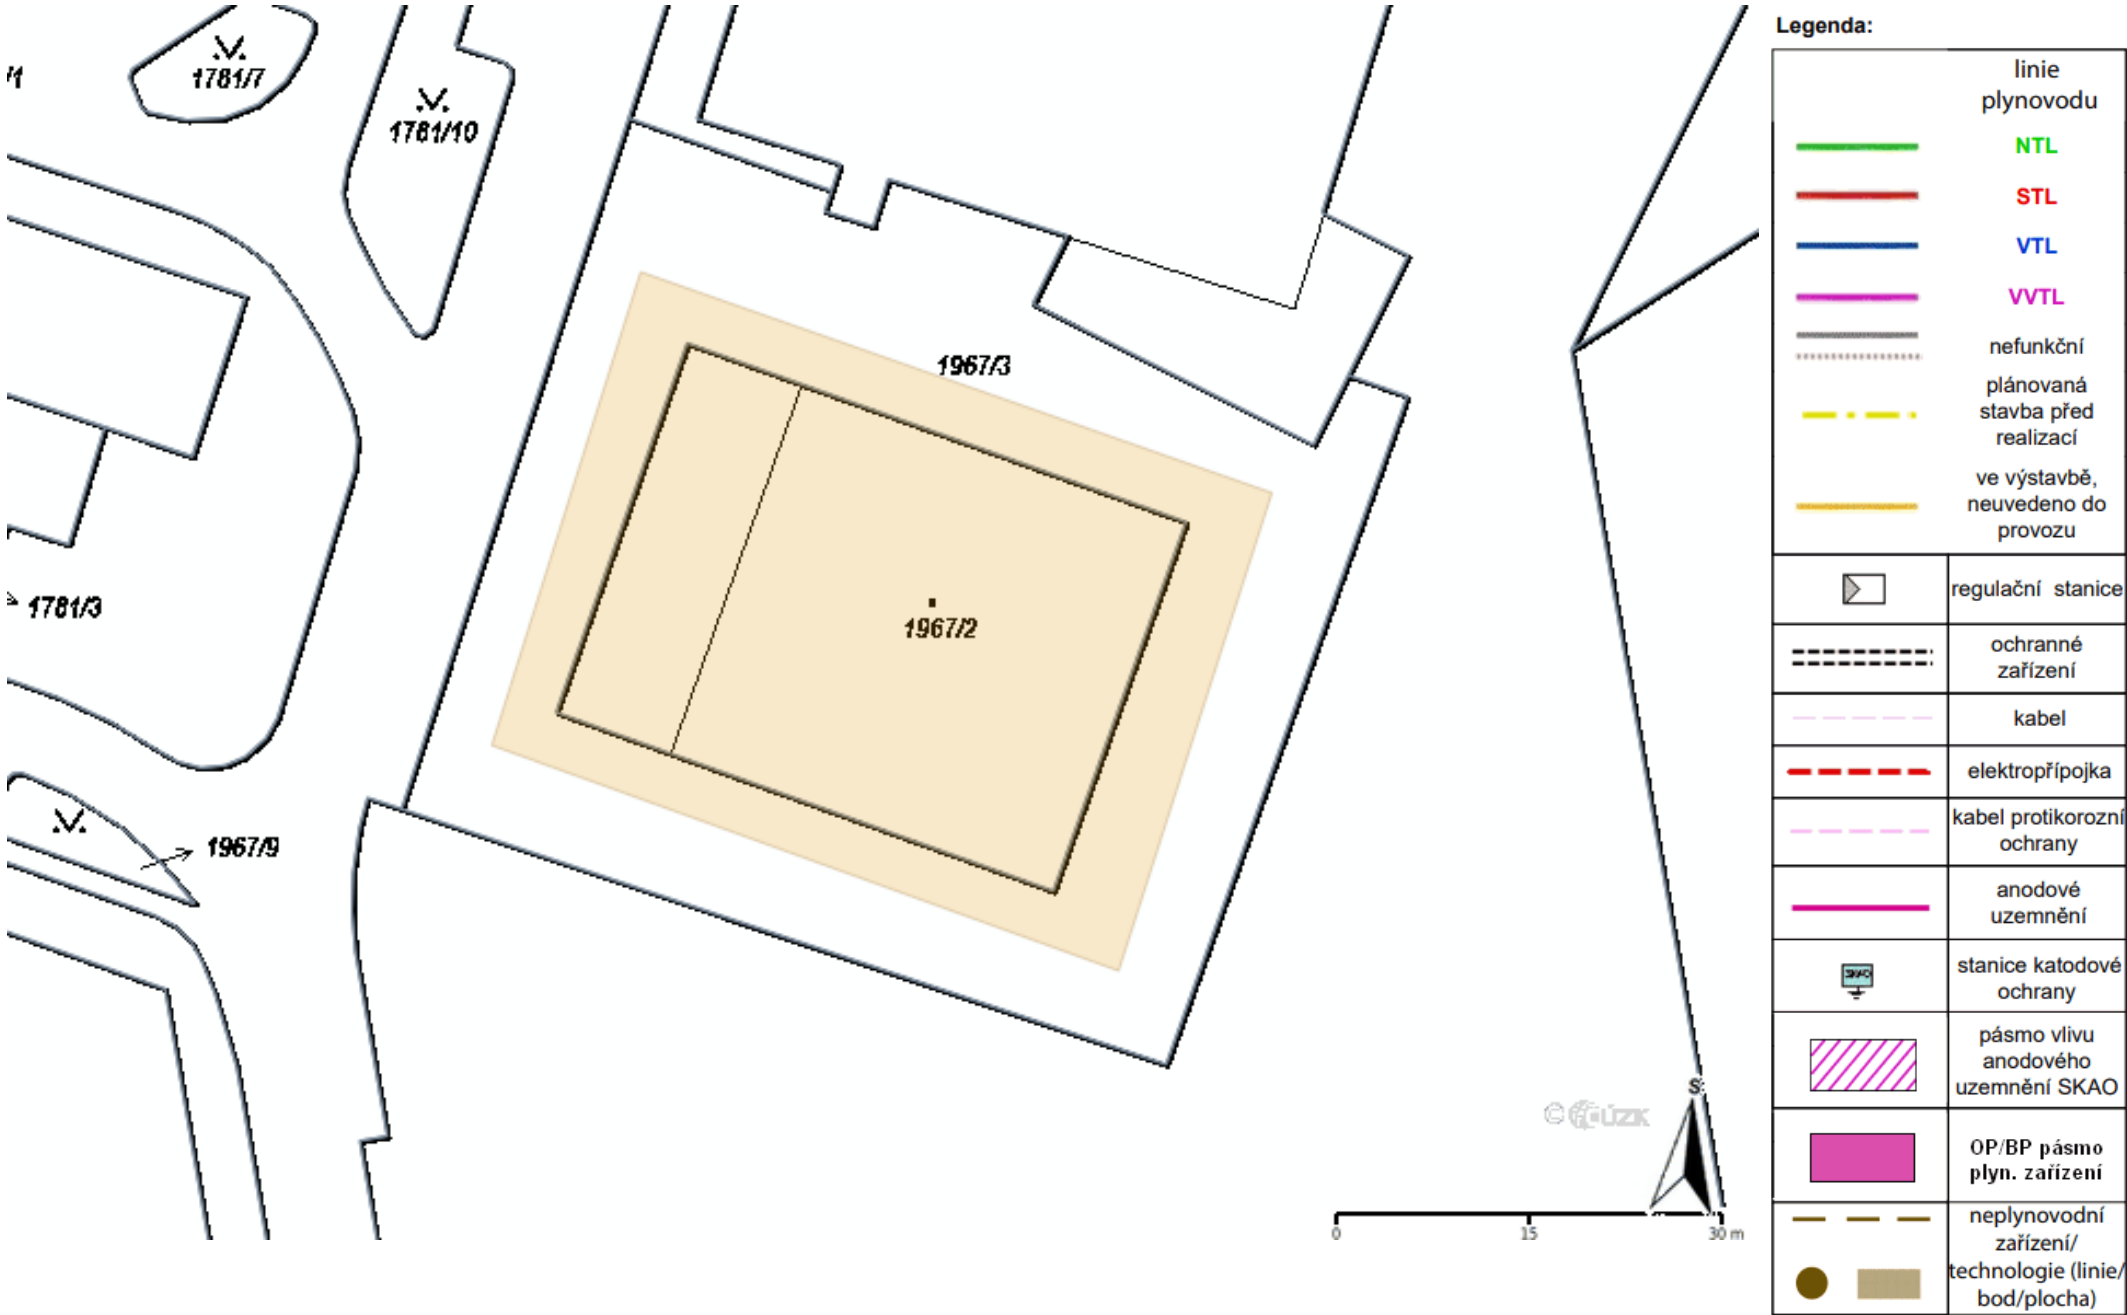 /1
1781/7
1781/10
1967/3
1967/2
1781/3
1967/9
© ČÚZK
S
0 15 30 m
Legenda:
linie
plynovodu
NTL
STL
VTL
VVTL
nefunkční
plánovaná
stavba před
realizací
ve výstavbě,
neuvedeno do
provozu
regulační stanice
ochranné
zařízení
kabel
elektropřípojka
kabel protikorozní
ochrany
anodové
uzemnění
SKAO
stanice katodové
ochrany
pásmo vlivu
anodového
uzemnění SKAO
OP/BP pásmo
plyn. zařízení
neplynovodní
zařízení/
technologie (linie/
bod/plocha)